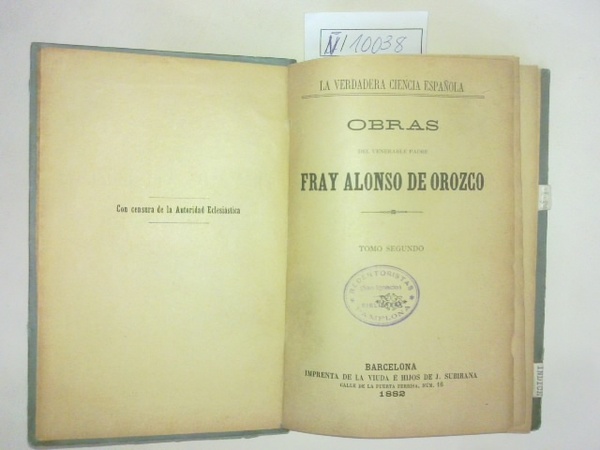 N/10038
Con censura de la Autoridad Eclesiástica
LA VERDADERA CIENCIA ESPAÑOLA
OBRAS
DEL VENERABLE PADRE
FRAY ALONSO DE OROZCO
TOMO SEGUNDO
REDENTORISTAS
PAMPLONA
BARCELONA
IMPRENTA DE LA VIUDA E HIJOS DE J. SUBIRANA
CALLE DE LA PUERTA FERRISA, NÚM. 16
1882